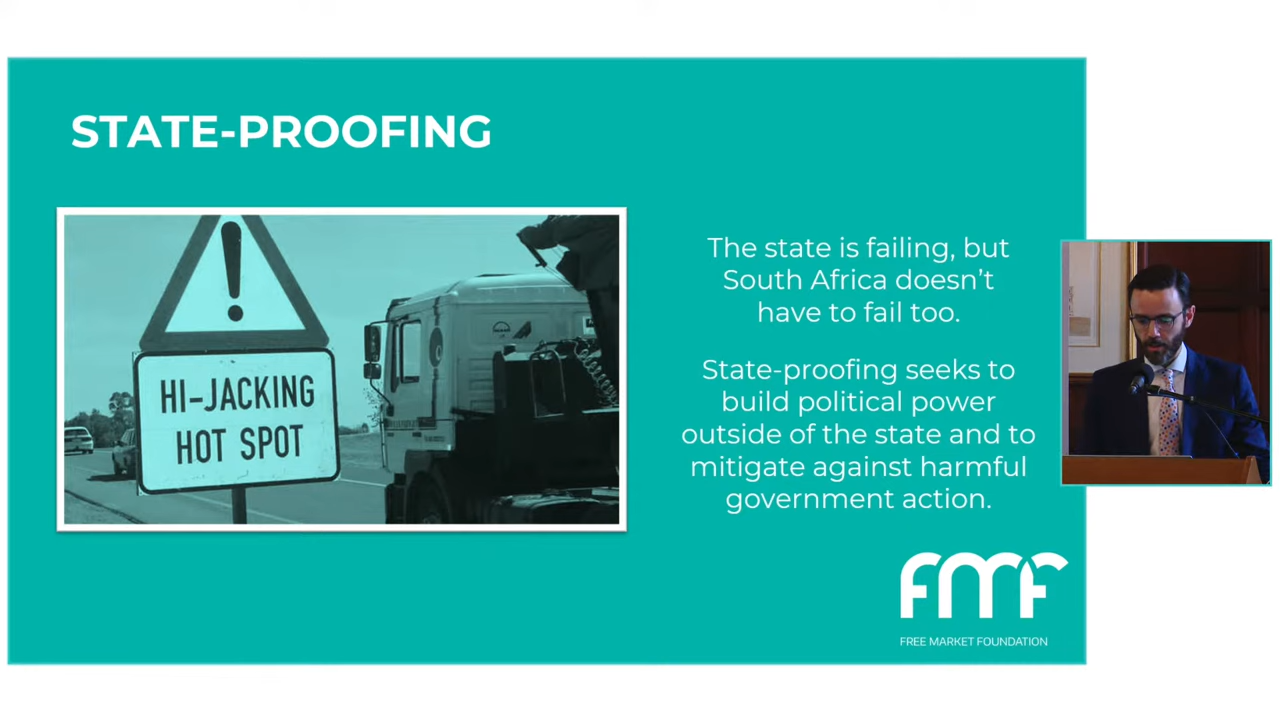 STATE-PROOFING
HI-JACKING
HOT SPOT
The state is failing, but
South Africa doesn’t
have to fail too.
State-proofing seeks to
build political power
outside of the state and to
mitigate against harmful
government action.
FMF
FREE MARKET FOUNDATION